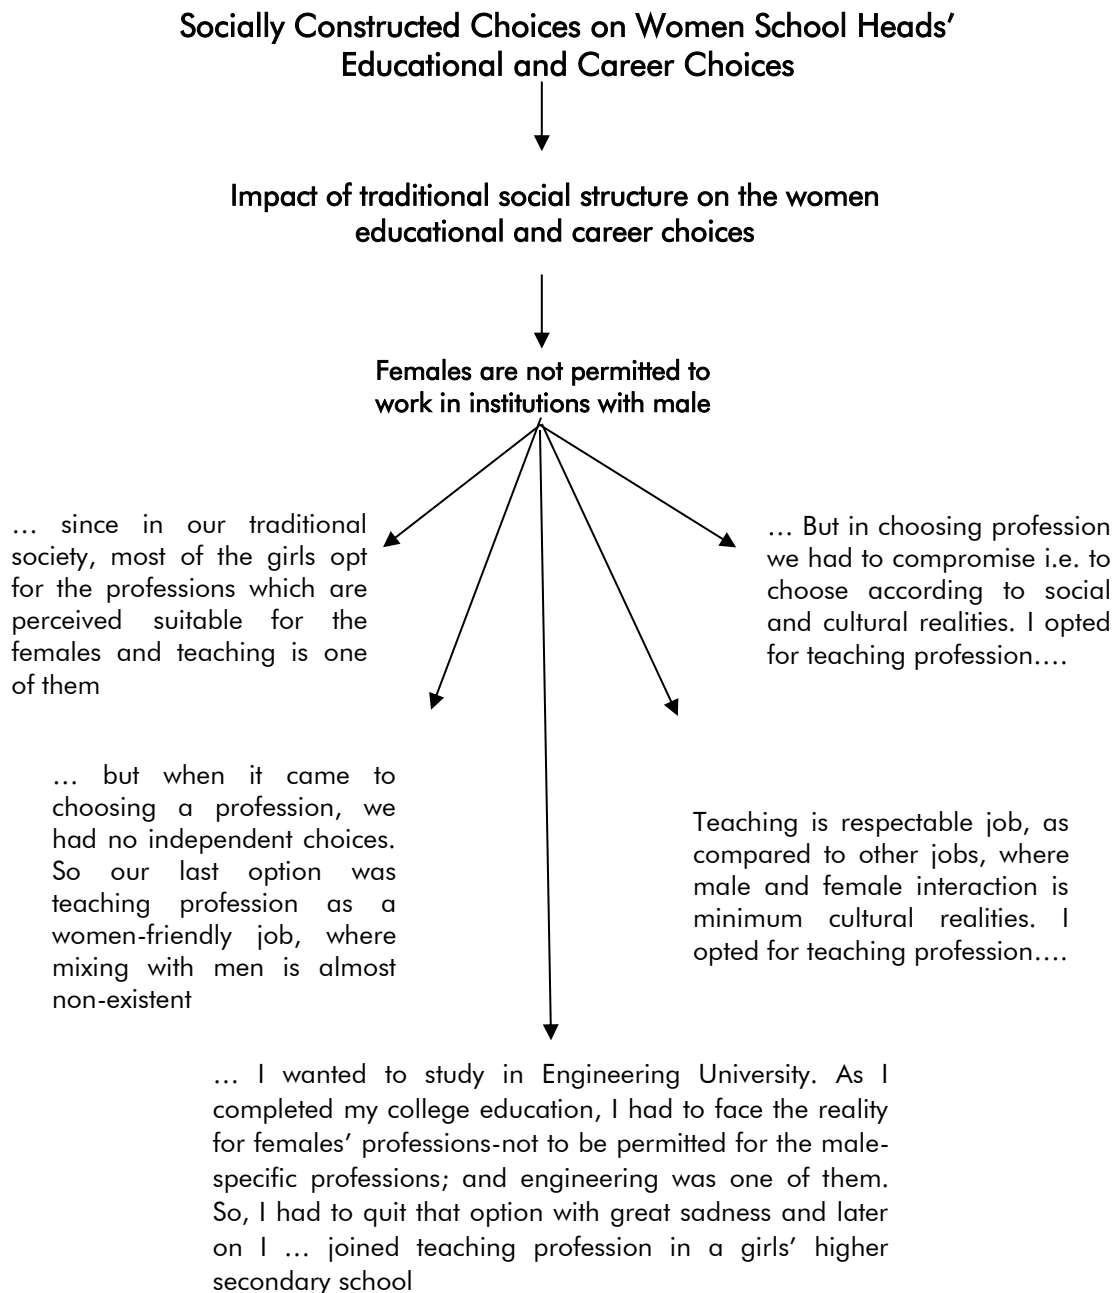 Socially Constructed Choices on Women School Heads’
Educational and Career Choices
Impact of traditional social structure on the women
educational and career choices
Females are not permitted to
work in institutions with male
… since in our traditional
society, most of the girls opt
for the professions which are
perceived suitable for the
females and teaching is one
of them
… But in choosing profession
we had to compromise i.e. to
choose according to social
and cultural realities. I opted
for teaching profession….
… but when it came to
choosing a profession, we
had no independent choices.
So our last option was
teaching profession as a
women-friendly job, where
mixing with men is almost
non-existent
Teaching is respectable job, as
compared to other jobs, where
male and female interaction is
minimum cultural realities. I
opted for teaching profession….
… I wanted to study in Engineering University. As I
completed my college education, I had to face the reality
for females’ professions-not to be permitted for the male-
specific professions; and engineering was one of them.
So, I had to quit that option with great sadness and later
on I … joined teaching profession in a girls’ higher
secondary school